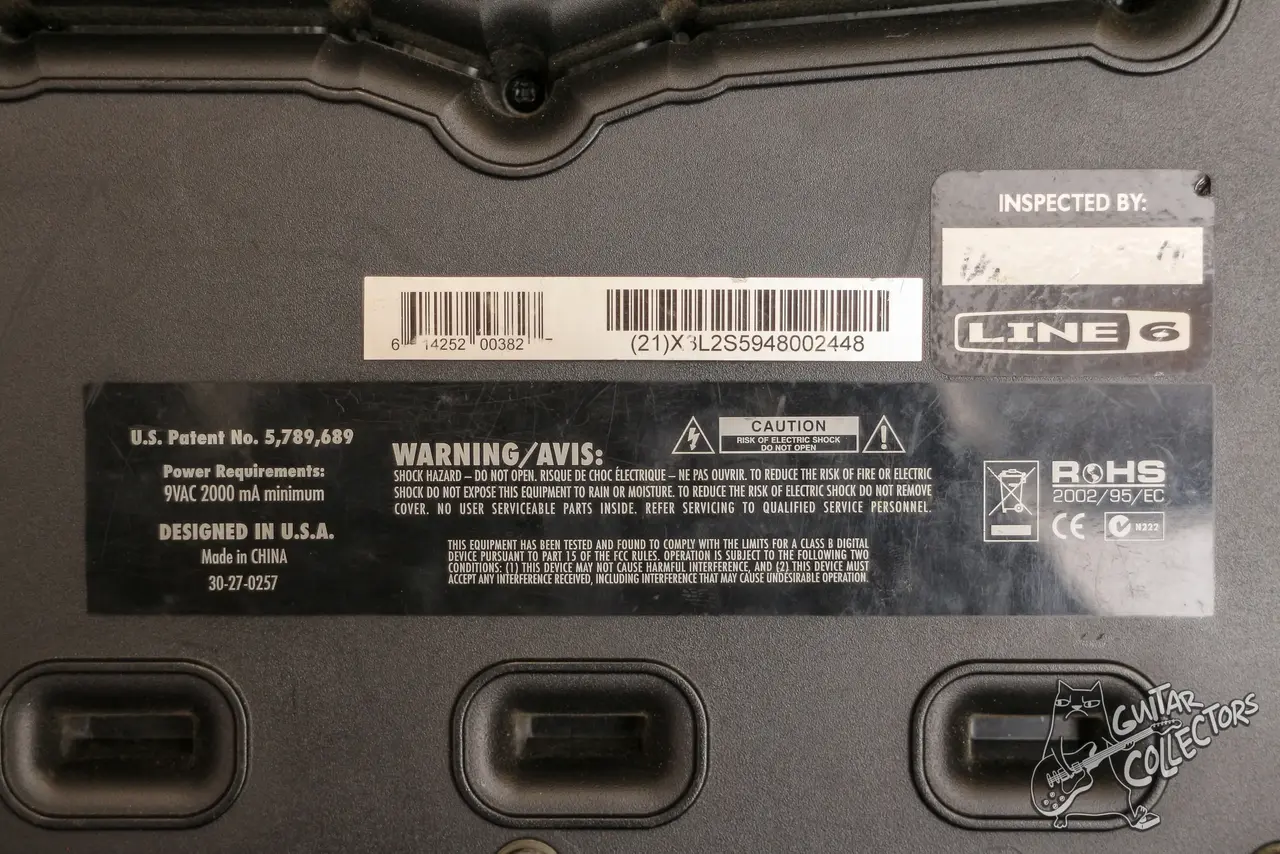 INSPECTED BY:
LINE 6
6 14252 00382
(21)X3L2S5948002448
U.S. Patent No. 5,789,689
Power Requirements:
9VAC 2000 mA minimum
DESIGNED IN U.S.A.
Made in CHINA
30-27-0257
CAUTION
RISK OF ELECTRIC SHOCK
DO NOT OPEN
WARNING/AVIS:
SHOCK HAZARD – DO NOT OPEN. RISQUE DE CHOC ÉLECTRIQUE – NE PAS OUVRIR. TO REDUCE THE RISK OF FIRE OR ELECTRIC
SHOCK DO NOT EXPOSE THIS EQUIPMENT TO RAIN OR MOISTURE. TO REDUCE THE RISK OF ELECTRIC SHOCK DO NOT REMOVE
COVER. NO USER SERVICEABLE PARTS INSIDE. REFER SERVICING TO QUALIFIED SERVICE PERSONNEL.
THIS EQUIPMENT HAS BEEN TESTED AND FOUND TO COMPLY WITH THE LIMITS FOR A CLASS B DIGITAL
DEVICE PURSUANT TO PART 15 OF THE FCC RULES. OPERATION IS SUBJECT TO THE FOLLOWING TWO
CONDITIONS: (1) THIS DEVICE MAY NOT CAUSE HARMFUL INTERFERENCE, AND (2) THIS DEVICE MUST
ACCEPT ANY INTERFERENCE RECEIVED, INCLUDING INTERFERENCE THAT MAY CAUSE UNDESIRABLE OPERATION.
RoHS
2002/95/EC
CE
N222
GUITAR
COLLECTORS